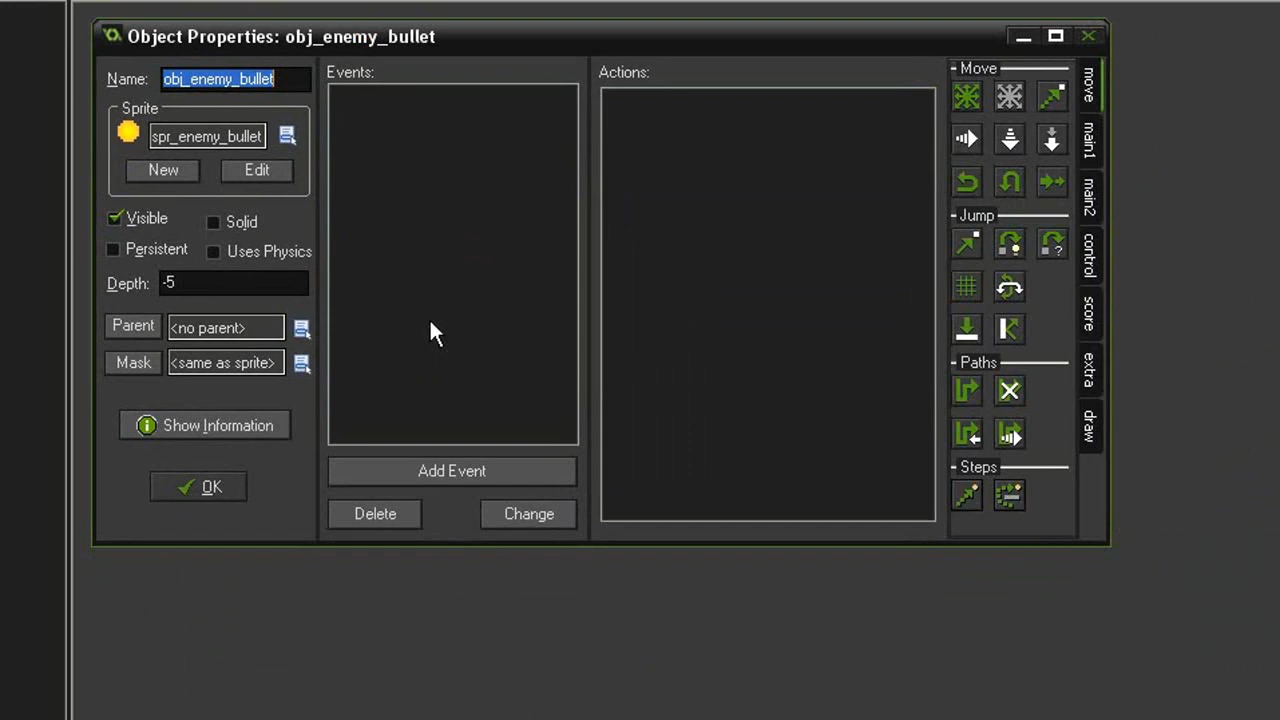 Object Properties: obj_enemy_bullet
Name: obj_enemy_bullet
Sprite
spr_enemy_bullet
New Edit
Visible Solid
Persistent Uses Physics
Depth: -5
Parent <no parent>
Mask <same as sprite>
Show Information
OK
Events:
Add Event
Delete Change
Actions:
Move
Jump
?
Paths
Steps
move
main1
main2
control
score
extra
draw